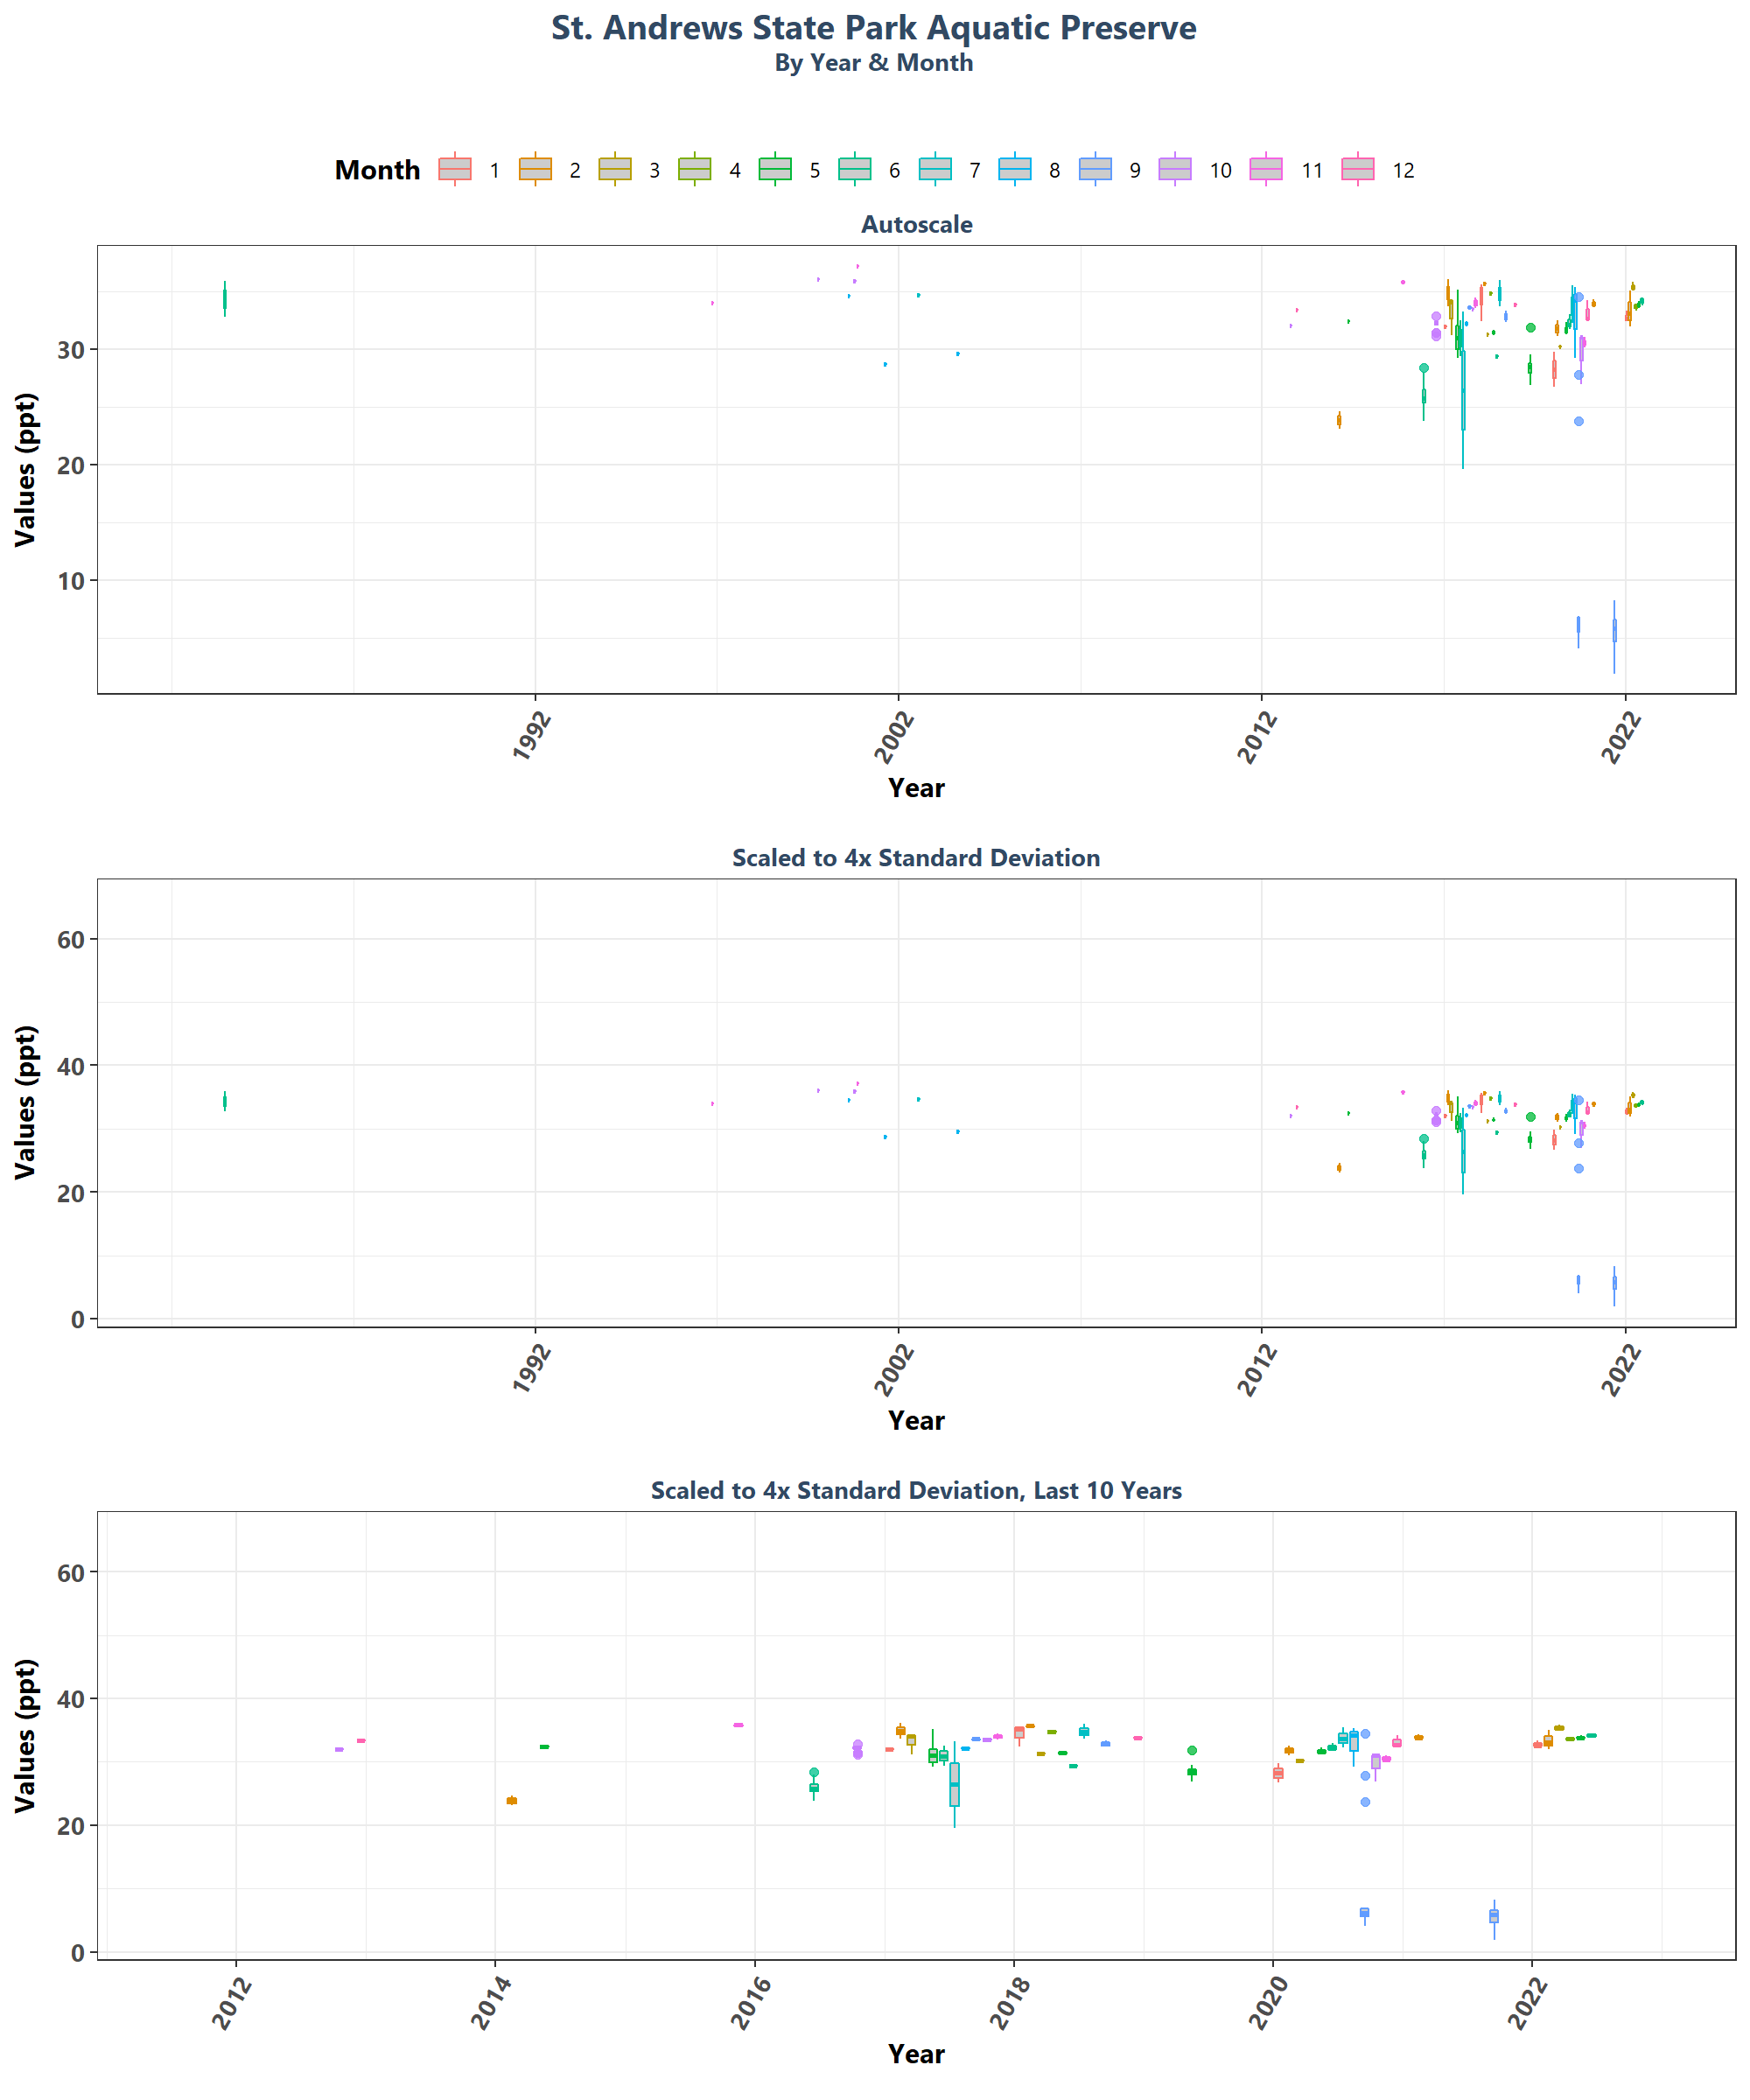 St. Andrews State Park Aquatic Preserve
By Year & Month
Month 1 2 3 4 5 6 7 8 9 10 11 12
Autoscale
Values (ppt)
30
20
10
1992 2002 2012 2022
Year
Scaled to 4x Standard Deviation
Values (ppt)
60
40
20
0
1992 2002 2012 2022
Year
Scaled to 4x Standard Deviation, Last 10 Years
Values (ppt)
60
40
20
0
2012 2014 2016 2018 2020 2022
Year